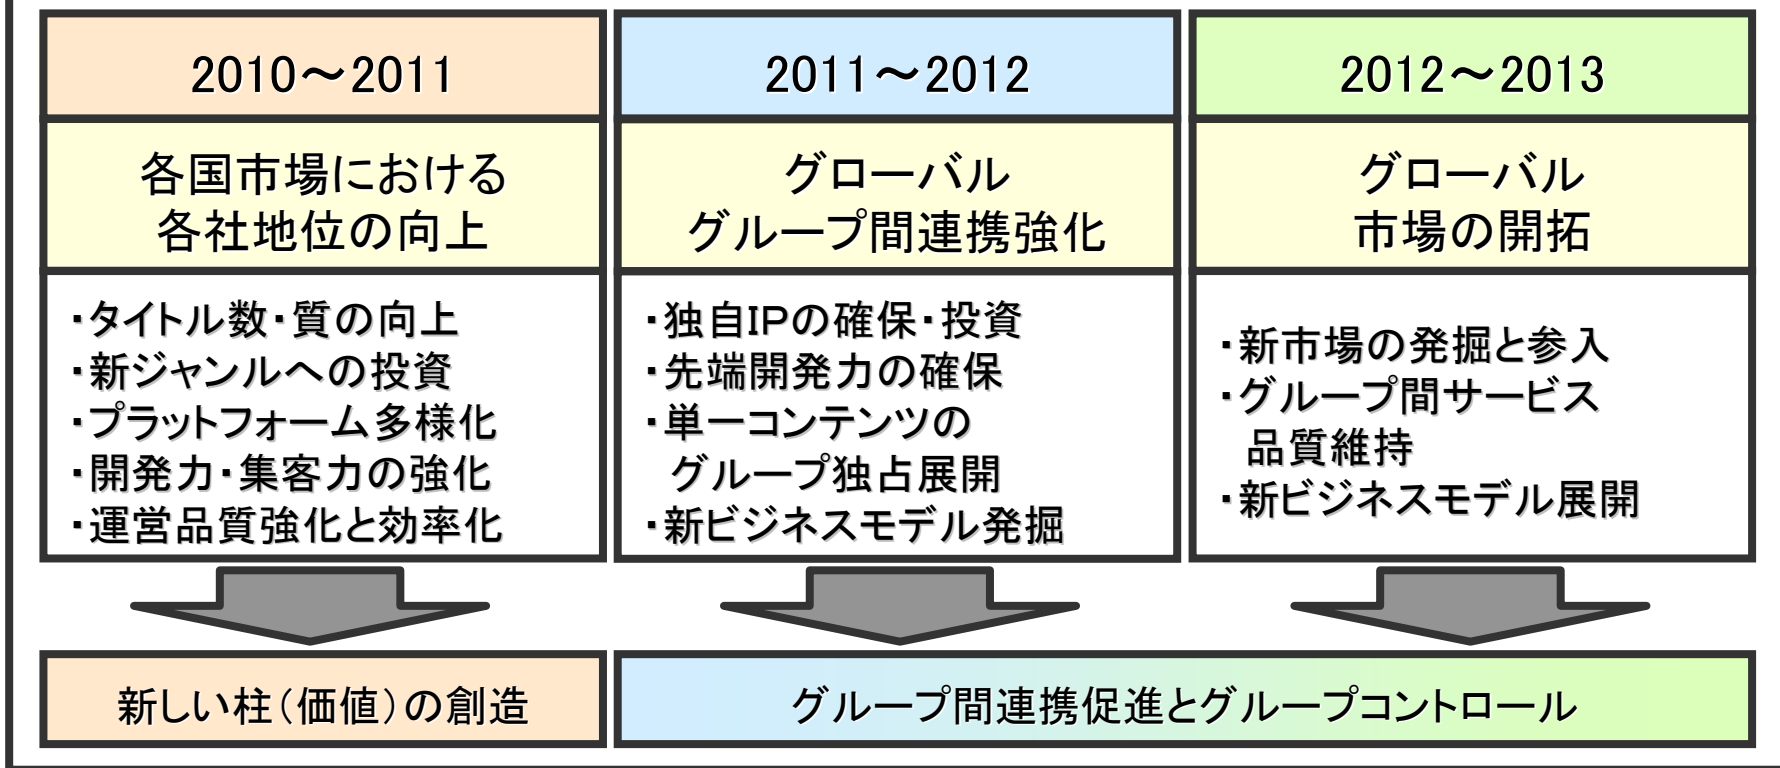 2010～2011
各国市場における
各社地位の向上
・タイトル数・質の向上
・新ジャンルへの投資
・プラットフォーム多様化
・開発力・集客力の強化
・運営品質強化と効率化
新しい柱（価値）の創造
2011～2012
グローバル
グループ間連携強化
・独自IPの確保・投資
・先端開発力の確保
・単一コンテンツの
グループ独占展開
・新ビジネスモデル発掘
2012～2013
グローバル
市場の開拓
・新市場の発掘と参入
・グループ間サービス
品質維持
・新ビジネスモデル展開
グループ間連携促進とグループコントロール